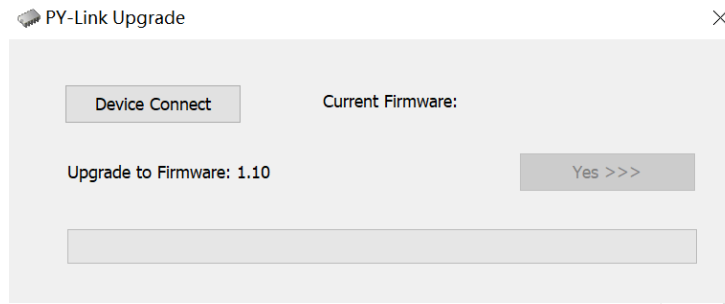 PY-Link Upgrade
Device Connect
Current Firmware:
Upgrade to Firmware: 1.10
Yes >>>